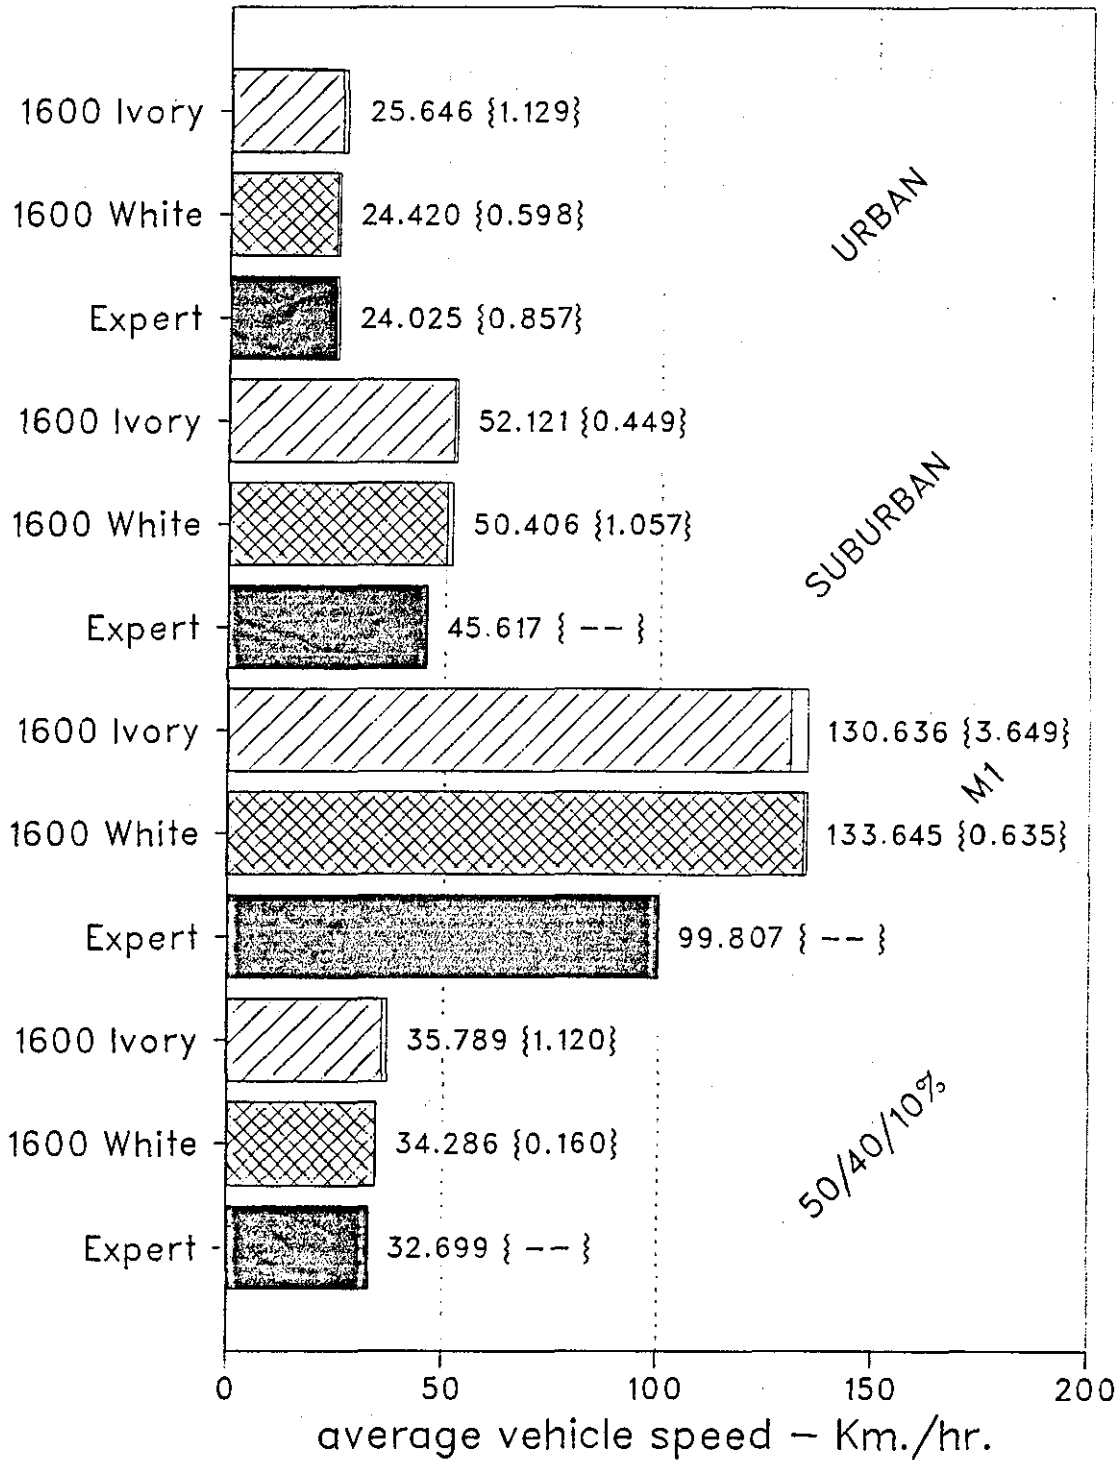 1600 Ivory 25.646 {1.129}
1600 White 24.420 {0.598}
URBAN
Expert 24.025 {0.857}
1600 Ivory 52.121 {0.449}
1600 White 50.406 {1.057}
SUBURBAN
Expert 45.617 { -- }
1600 Ivory 130.636 {3.649}
M1
1600 White 133.645 {0.635}
Expert 99.807 { -- }
1600 Ivory 35.789 {1.120}
1600 White 34.286 {0.160}
50/40/10%
Expert 32.699 { -- }
0 50 100 150 200
average vehicle speed – Km./hr.